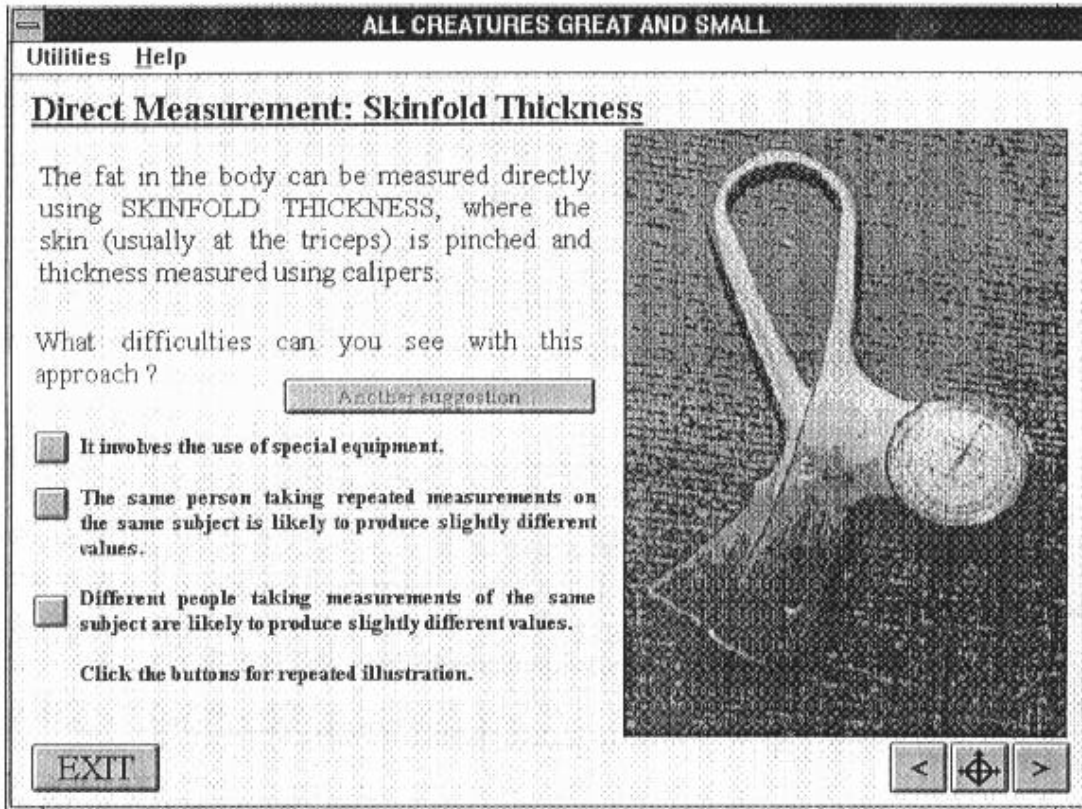 ALL CREATURES GREAT AND SMALL
Utilities Help
Direct Measurement: Skinfold Thickness
The fat in the body can be measured directly
using SKINFOLD THICKNESS, where the
skin (usually at the triceps) is pinched and
thickness measured using calipers.
What difficulties can you see with this
approach ?
Another suggestion
It involves the use of special equipment.
The same person taking repeated measurements on
the same subject is likely to produce slightly different
values.
Different people taking measurements of the same
subject are likely to produce slightly different values.
Click the buttons for repeated illustration.
EXIT
< >